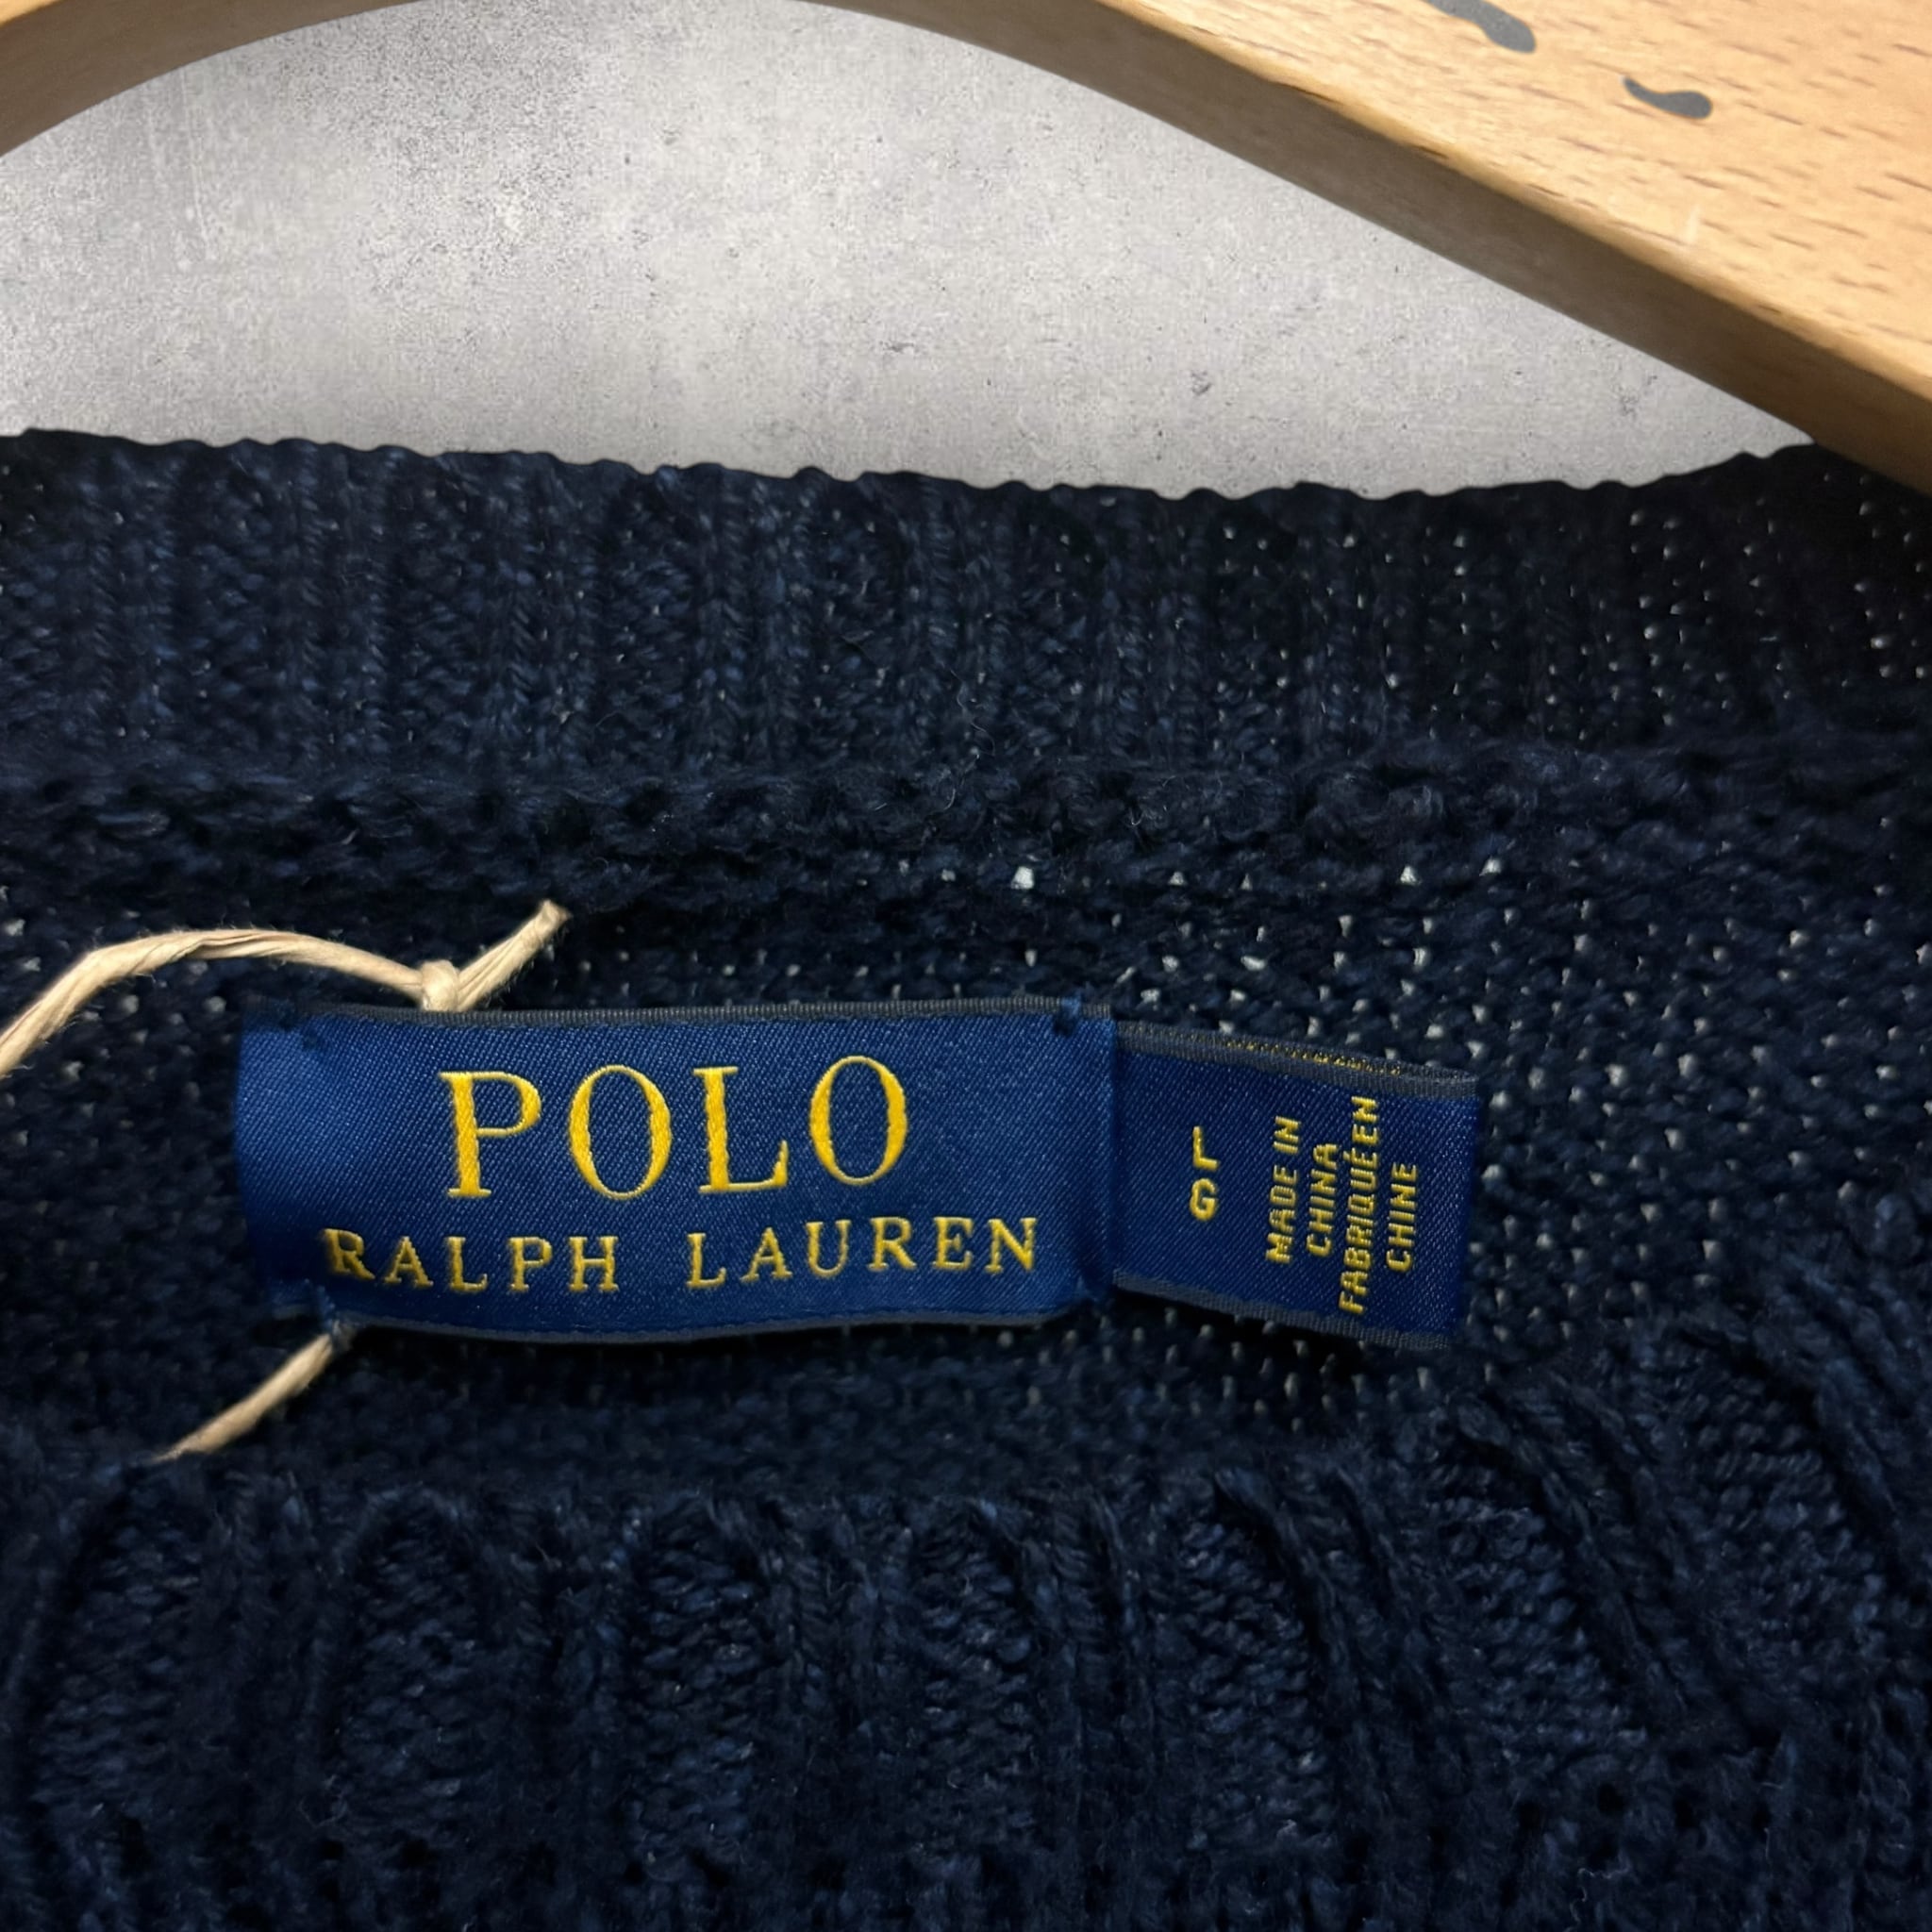 POLO
RALPH LAUREN
L
G
MADE IN
CHINA
FABRIQUÉ EN
CHINE